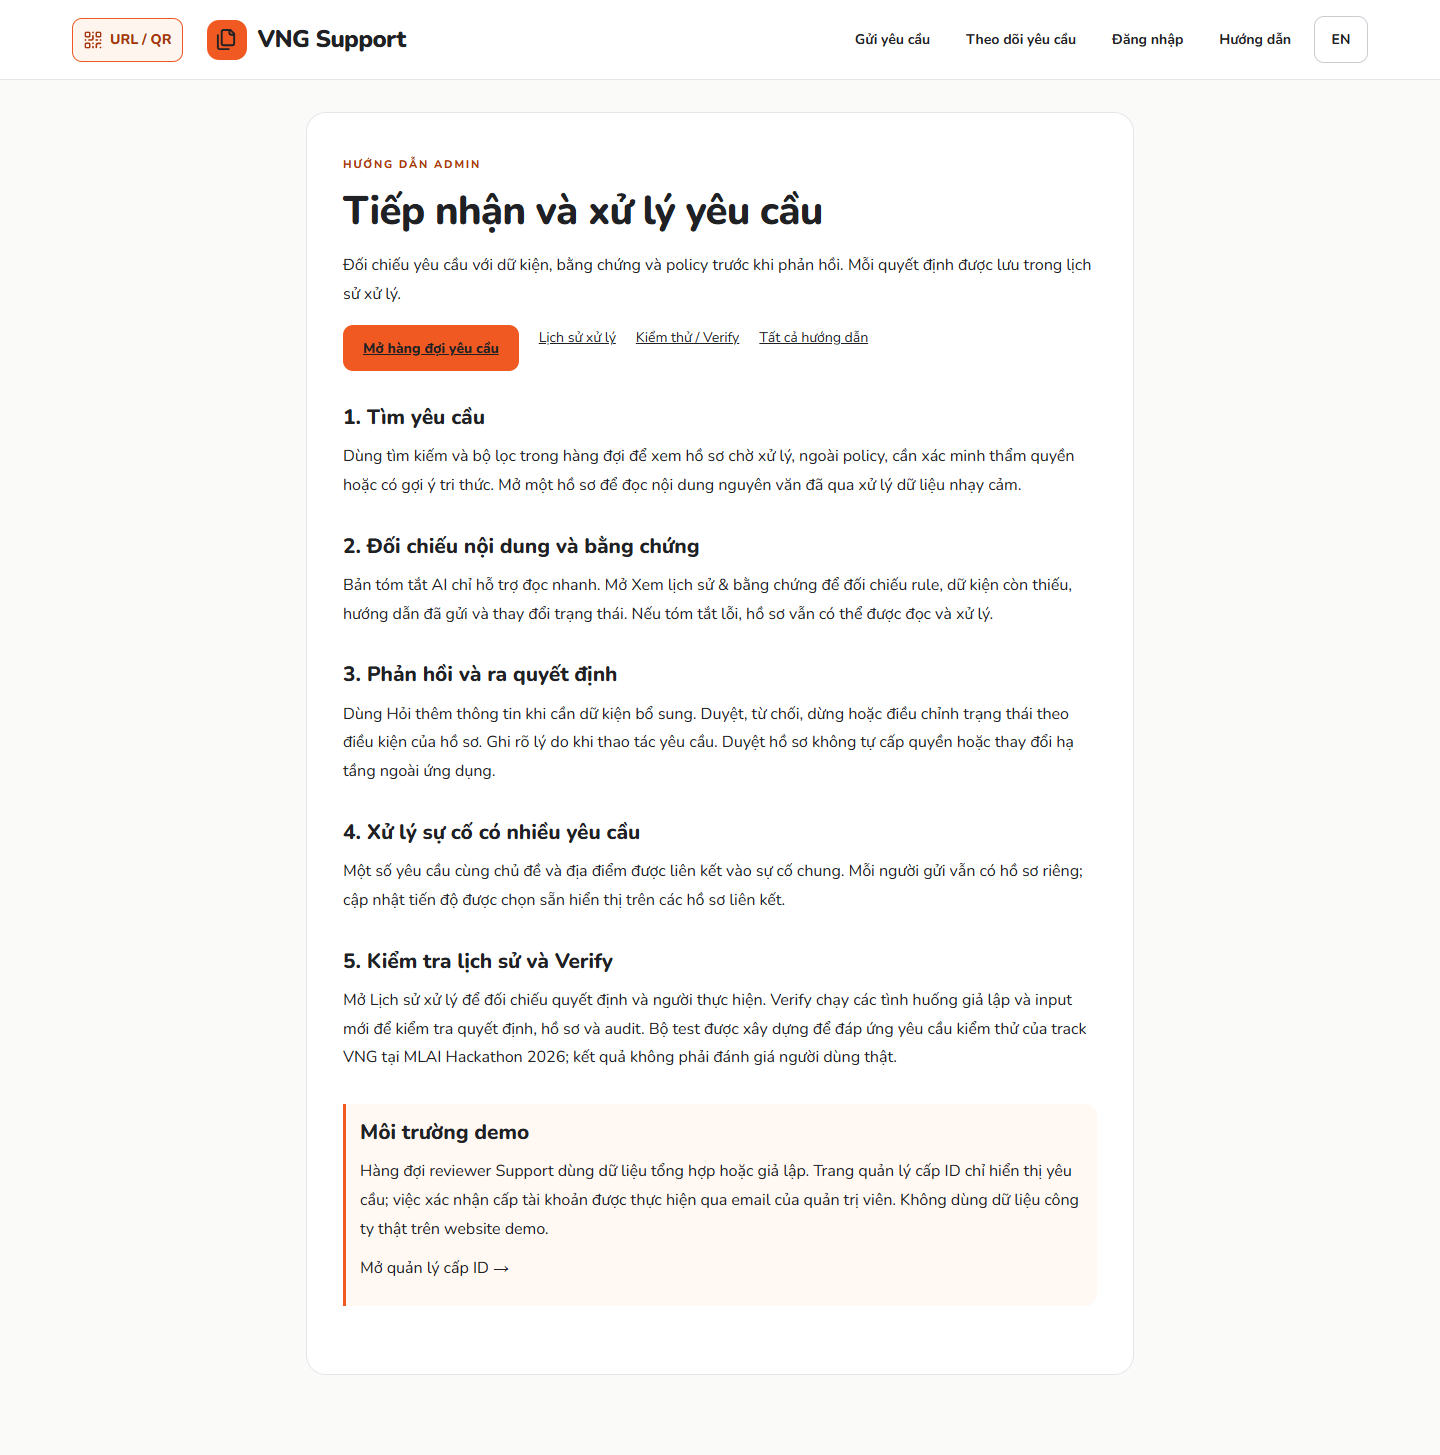 URL / QR
VNG Support
Gửi yêu cầu
Theo dõi yêu cầu
Đăng nhập
Hướng dẫn
EN
HƯỚNG DẪN ADMIN
Tiếp nhận và xử lý yêu cầu
Đối chiếu yêu cầu với dữ kiện, bằng chứng và policy trước khi phản hồi. Mỗi quyết định được lưu trong lịch
sử xử lý.
Mở hàng đợi yêu cầu
Lịch sử xử lý
Kiểm thử / Verify
Tất cả hướng dẫn
1. Tìm yêu cầu
Dùng tìm kiếm và bộ lọc trong hàng đợi để xem hồ sơ chờ xử lý, ngoài policy, cần xác minh thẩm quyền
hoặc có gợi ý tri thức. Mở một hồ sơ để đọc nội dung nguyên văn đã qua xử lý dữ liệu nhạy cảm.
2. Đối chiếu nội dung và bằng chứng
Bản tóm tắt AI chỉ hỗ trợ đọc nhanh. Mở Xem lịch sử & bằng chứng để đối chiếu rule, dữ kiện còn thiếu,
hướng dẫn đã gửi và thay đổi trạng thái. Nếu tóm tắt lỗi, hồ sơ vẫn có thể được đọc và xử lý.
3. Phản hồi và ra quyết định
Dùng Hỏi thêm thông tin khi cần dữ kiện bổ sung. Duyệt, từ chối, dừng hoặc điều chỉnh trạng thái theo
điều kiện của hồ sơ. Ghi rõ lý do khi thao tác yêu cầu. Duyệt hồ sơ không tự cấp quyền hoặc thay đổi hạ
tầng ngoài ứng dụng.
4. Xử lý sự cố có nhiều yêu cầu
Một số yêu cầu cùng chủ đề và địa điểm được liên kết vào sự cố chung. Mỗi người gửi vẫn có hồ sơ riêng;
cập nhật tiến độ được chọn sẵn hiển thị trên các hồ sơ liên kết.
5. Kiểm tra lịch sử và Verify
Mở Lịch sử xử lý để đối chiếu quyết định và người thực hiện. Verify chạy các tình huống giả lập và input
mới để kiểm tra quyết định, hồ sơ và audit. Bộ test được xây dựng để đáp ứng yêu cầu kiểm thử của track
VNG tại MLAI Hackathon 2026; kết quả không phải đánh giá người dùng thật.
Môi trường demo
Hàng đợi reviewer Support dùng dữ liệu tổng hợp hoặc giả lập. Trang quản lý cấp ID chỉ hiển thị yêu
cầu; việc xác nhận cấp tài khoản được thực hiện qua email của quản trị viên. Không dùng dữ liệu công
ty thật trên website demo.
Mở quản lý cấp ID →